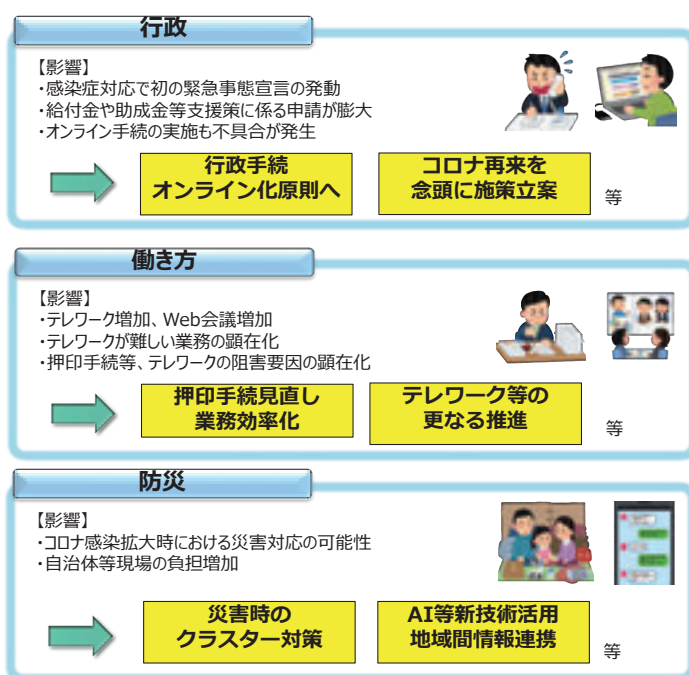 行政
【影響】
・感染症対応で初の緊急事態宣言の発動
・給付金や助成金等支援策に係る申請が膨大
・オンライン手続の実施も不具合が発生
行政手続
オンライン化原則へ
コロナ再来を
念頭に施策立案
等
働き方
【影響】
・テレワーク増加、Web会議増加
・テレワークが難しい業務の顕在化
・押印手続等、テレワークの阻害要因の顕在化
押印手続見直し
業務効率化
テレワーク等の
更なる推進
等
防災
【影響】
・コロナ感染拡大時における災害対応の可能性
・自治体等現場の負担増加
災害時の
クラスター対策
AI等新技術活用
地域間情報連携
等